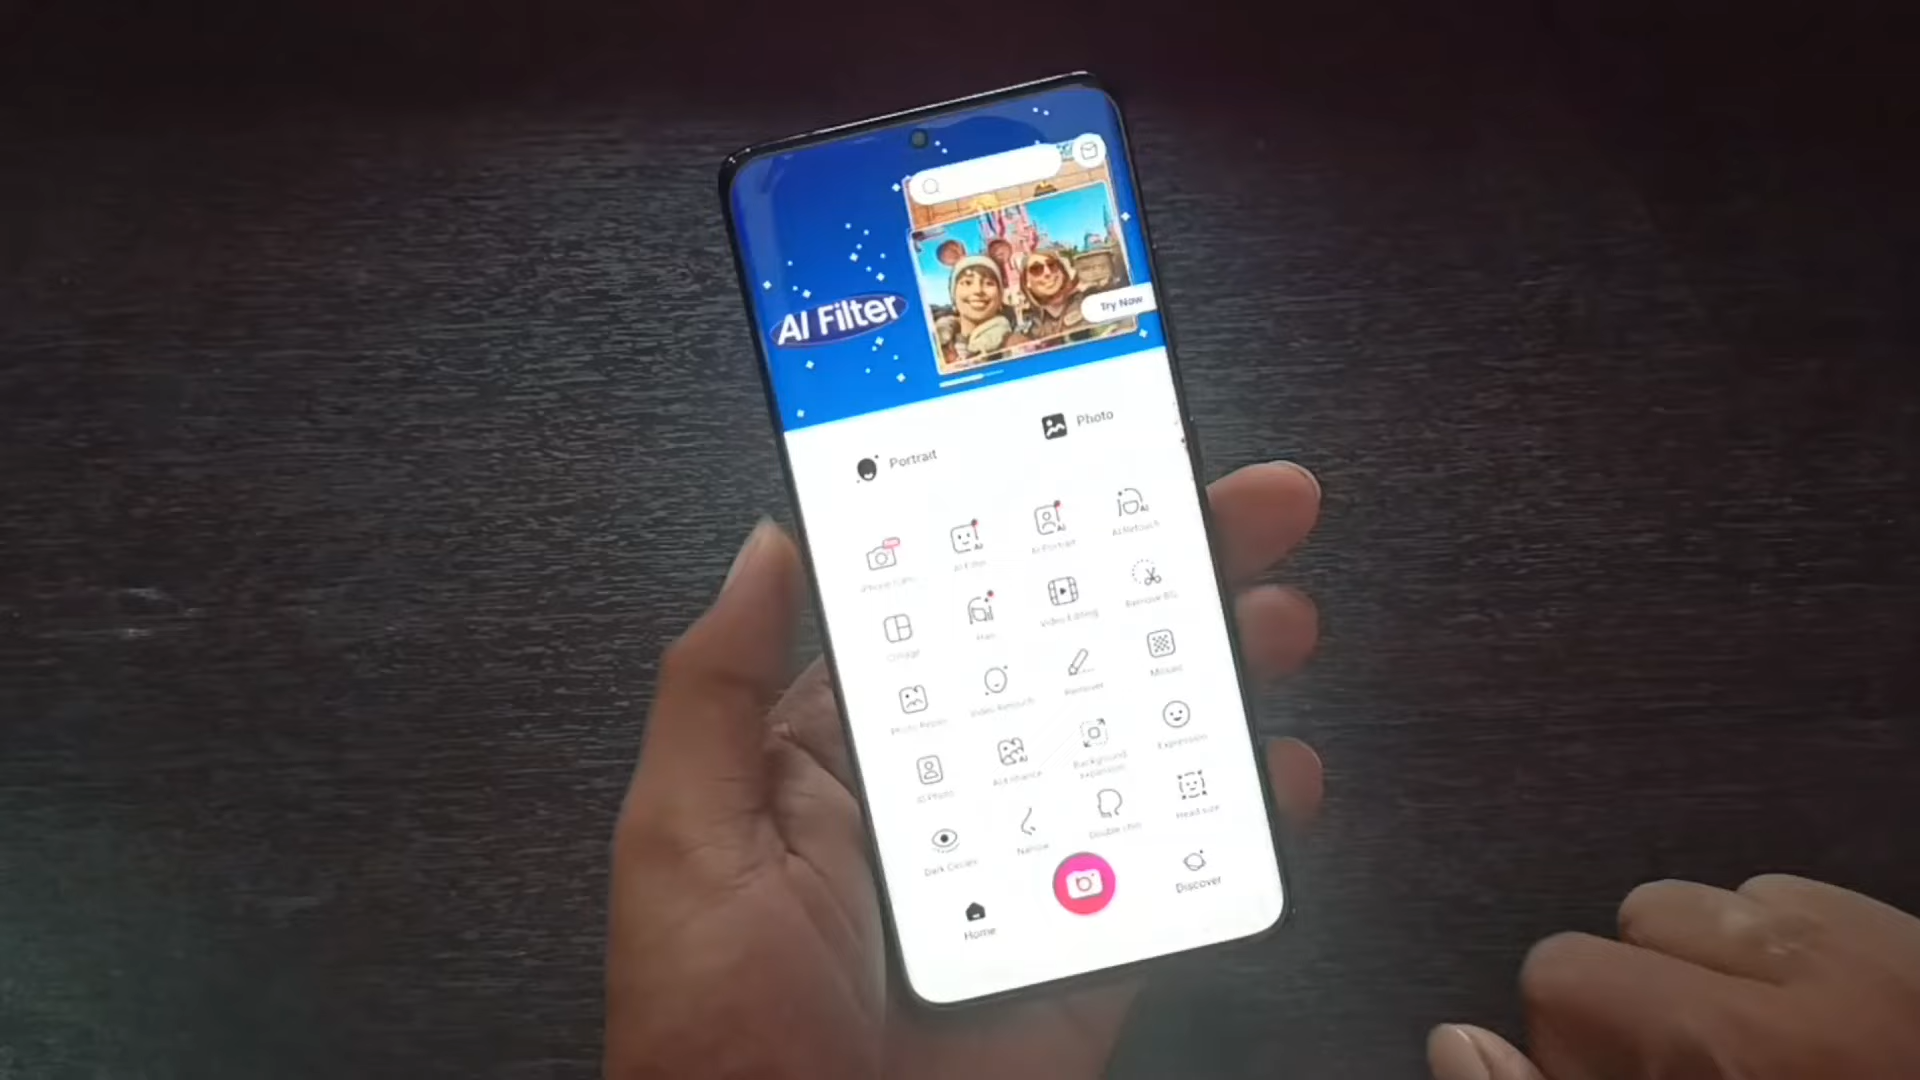 AI Filter
Try Now
Portrait
Photo
AI Filter
AI Portrait
AI Retouch
Collage
Hair
Video Editing
Remove BG
Photo Repair
Video Retouch
Remover
Mosaic
ID Photo
AI Enhance
Background
expansion
Expression
Dark Circles
Narrow
Double chin
Head size
Home
Discover